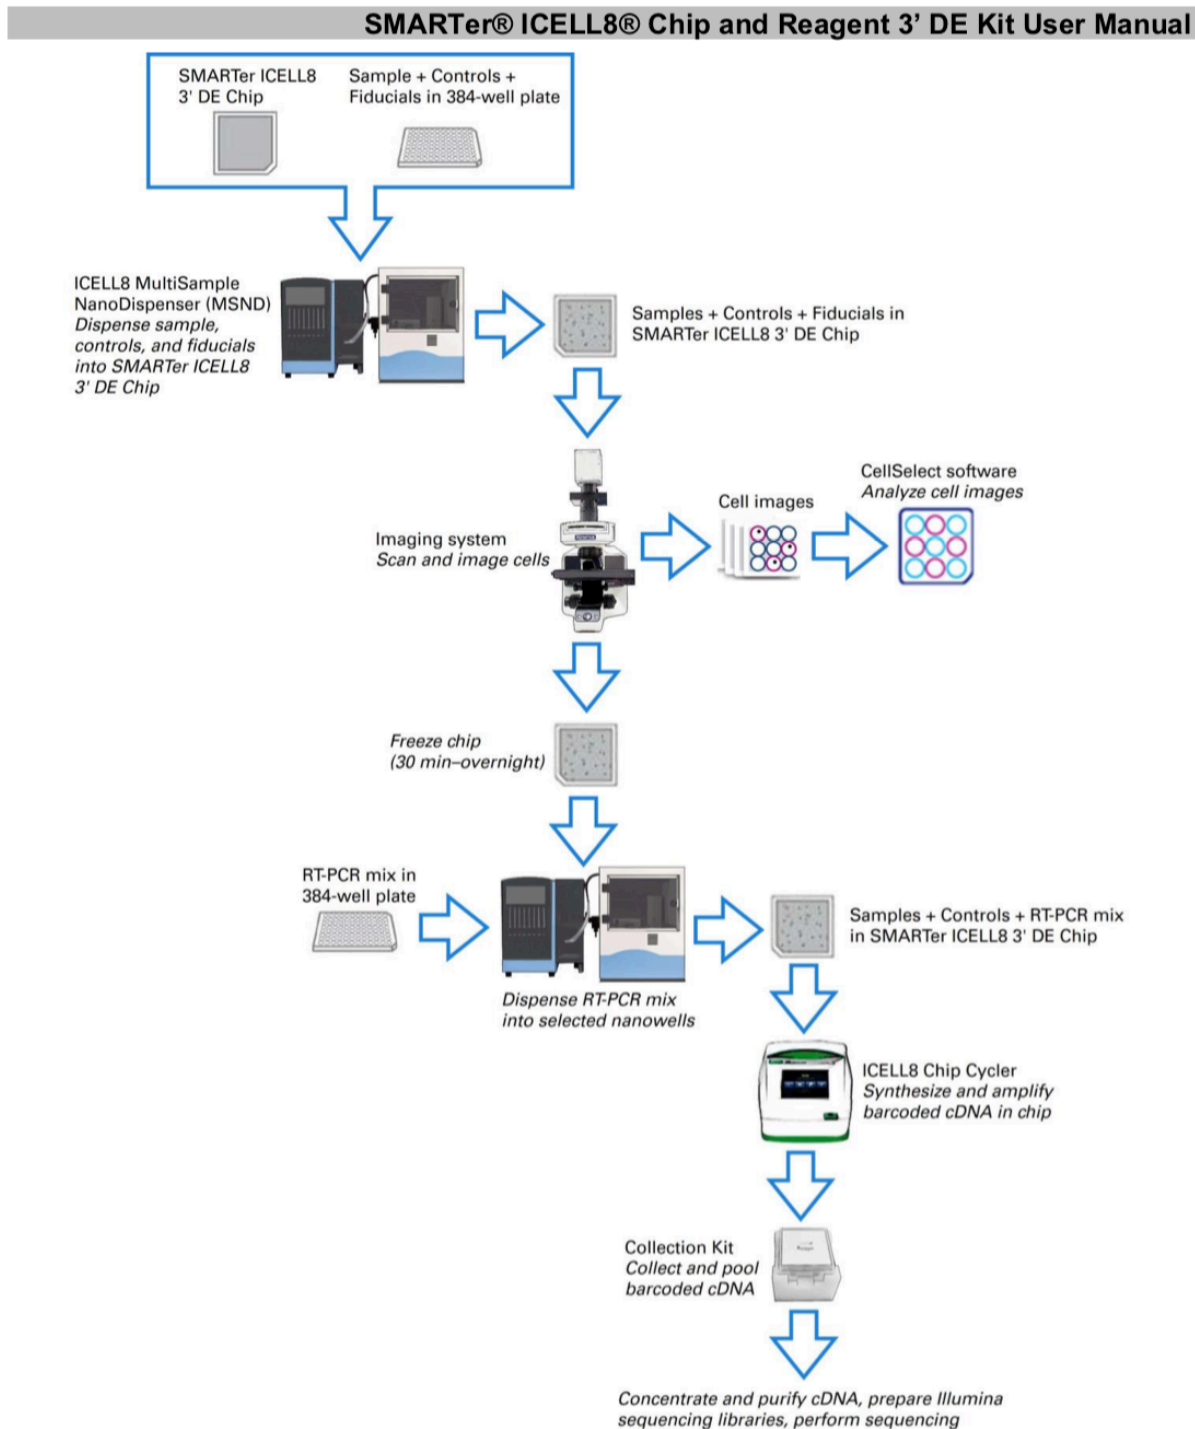 SMARTer® ICELL8® Chip and Reagent 3’ DE Kit User Manual
SMARTer ICELL8
3' DE Chip
Sample + Controls +
Fiducials in 384-well plate
ICELL8 MultiSample
NanoDispenser (MSND)
Dispense sample,
controls, and fiducials
into SMARTer ICELL8
3' DE Chip
Samples + Controls + Fiducials in
SMARTer ICELL8 3' DE Chip
Imaging system
Scan and image cells
Cell images
CellSelect software
Analyze cell images
Freeze chip
(30 min–overnight)
RT-PCR mix in
384-well plate
Dispense RT-PCR mix
into selected nanowells
Samples + Controls + RT-PCR mix
in SMARTer ICELL8 3' DE Chip
ICELL8 Chip Cycler
Synthesize and amplify
barcoded cDNA in chip
Collection Kit
Collect and pool
barcoded cDNA
Concentrate and purify cDNA, prepare Illumina
sequencing libraries, perform sequencing